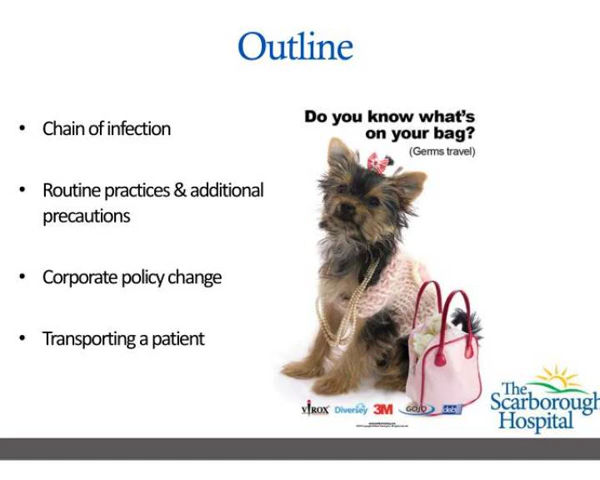 Outline
• Chain of infection
• Routine practices & additional
precautions
• Corporate policy change
• Transporting a patient
Do you know what's
on your bag?
(Germs travel)
VIROX Diversey 3M GOJO deb
The
Scarborough
Hospital